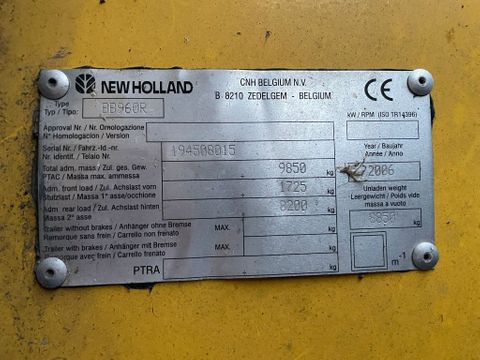 NEW HOLLAND
CNH BELGIUM N.V.
B 8210 ZEDELGEM - BELGIUM
CE
Type
Typ / Tipo: BB960R
kW / RPM (ISO TR14396)
Approval Nr / Nr. Omologazione
N° Homologation / Version
Serial Nr. / Fahrz.-Id.-Nr. 194508015
Nr. identit. / Telaio Nr.
Year / Baujahr
Année / Anno
2006
Total adm. mass / Zul. ges. Gew. 9850 kg
PTAC / Massa max. ammessa
Adm. front load / Zul. Achslast vorn 1725 kg
Stutzlast / Massa 1° asse/occhione)
Adm. rear load / Zul. Achslast hinten 8200 kg
Massa 2° asse
Unladen weight
Leergewicht / Poids vide
massa a vuoto
kg
Trailer without brakes / Anhänger ohne Bremse MAX. kg
Remorque sans frein / Carrello non frenato
Trailer with brakes / Anhänger mit Bremse MAX. kg
Remorque avec frein / Carrello frenato
PTRA kg
m-1